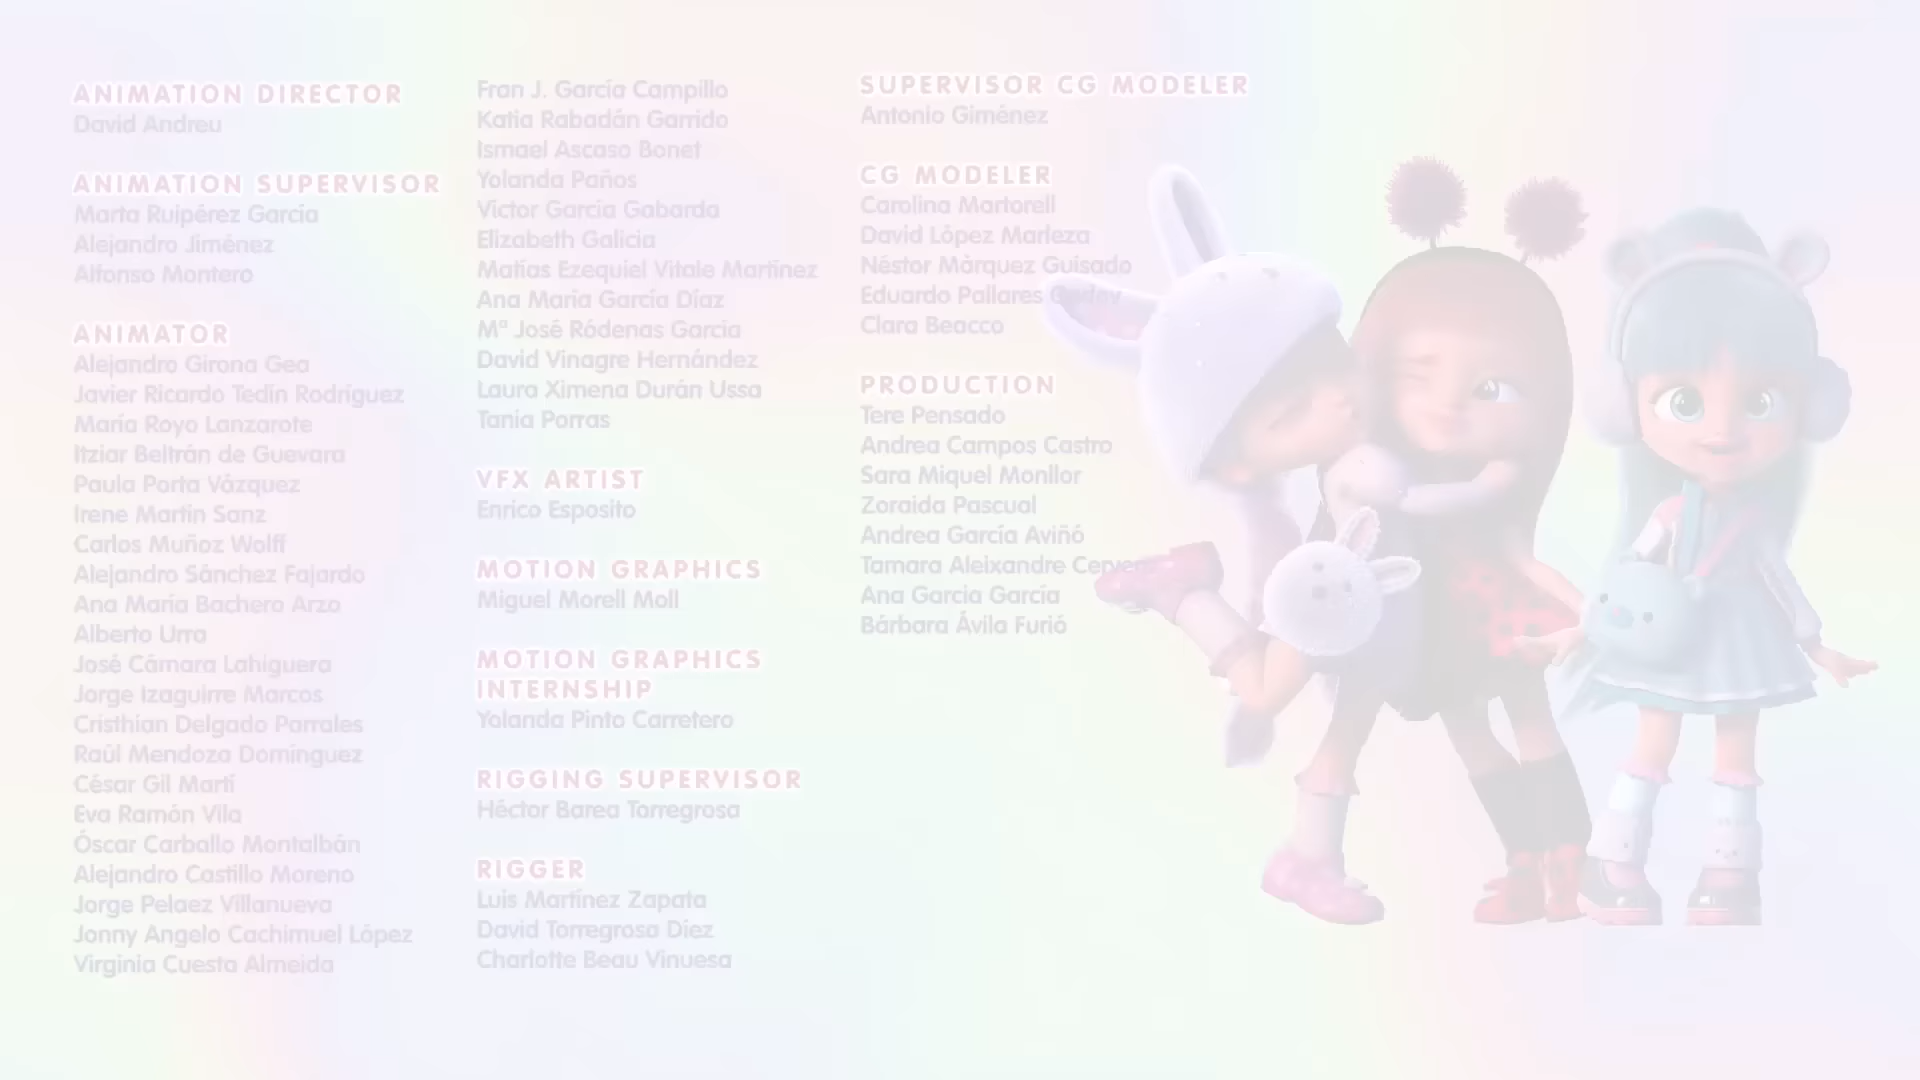 ANIMATION DIRECTOR
David Andreu
ANIMATION SUPERVISOR
Marta Ruipérez Garcia
Alejandro Jiménez
Alfonso Montero
ANIMATOR
Alejandro Girona Gea
Javier Ricardo Tedín Rodríguez
María Royo Lanzarote
Itziar Beltrán de Guevara
Paula Porta Vázquez
Irene Martín Sanz
Carlos Muñoz Wolff
Alejandro Sánchez Fajardo
Ana María Bachero Arzo
Alberto Urra
José Cámara Lahiguera
Jorge Izaguirre Marcos
Cristhian Delgado Parrales
Raúl Mendoza Domínguez
César Gil Martí
Eva Ramón Vila
Óscar Carballo Montalbán
Alejandro Castillo Moreno
Jorge Pelaez Villanueva
Jonny Angelo Cachimuel López
Virginia Cuesta Almeida
Fran J. García Campillo
Katia Rabadán Garrido
Ismael Ascaso Bonet
Yolanda Paños
Víctor García Gabarda
Elizabeth Galicia
Matías Ezequiel Vitale Martínez
Ana María García Díaz
Mª José Ródenas García
David Vinagre Hernández
Laura Ximena Durán Ussa
Tania Porras
VFX ARTIST
Enrico Esposito
MOTION GRAPHICS
Miguel Morell Moll
MOTION GRAPHICS
INTERNSHIP
Yolanda Pinto Carretero
RIGGING SUPERVISOR
Héctor Barea Torregrosa
RIGGER
Luis Martínez Zapata
David Torregrosa Díez
Charlotte Beau Vinuesa
SUPERVISOR CG MODELER
Antonio Giménez
CG MODELER
Carolina Martorell
David López Marleza
Néstor Márquez Guisado
Eduardo Pallares
Clara Beacco
PRODUCTION
Tere Pensado
Andrea Campos Castro
Sara Miquel Monllor
Zoraida Pascual
Andrea García Aviñó
Tamara Aleixandre
Ana García García
Bárbara Ávila Furió